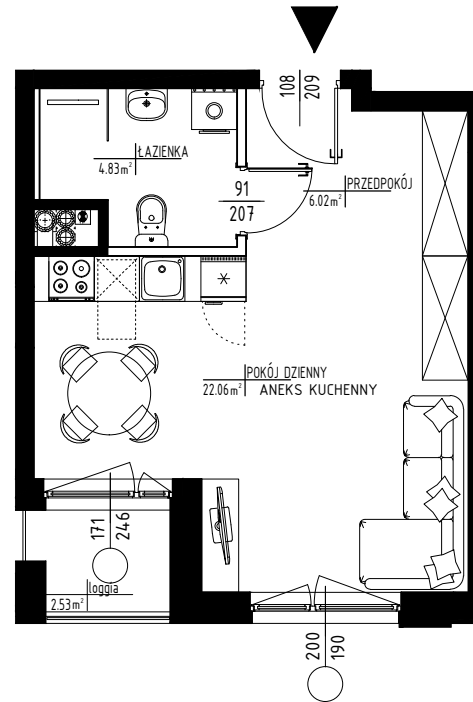 108
209
ŁAZIENKA
4.83m²
91
207
PRZEDPOKÓJ
6.02m²
POKÓJ DZIENNY
22.06m² ANEKS KUCHENNY
171
246
loggia
2.53m²
200
190